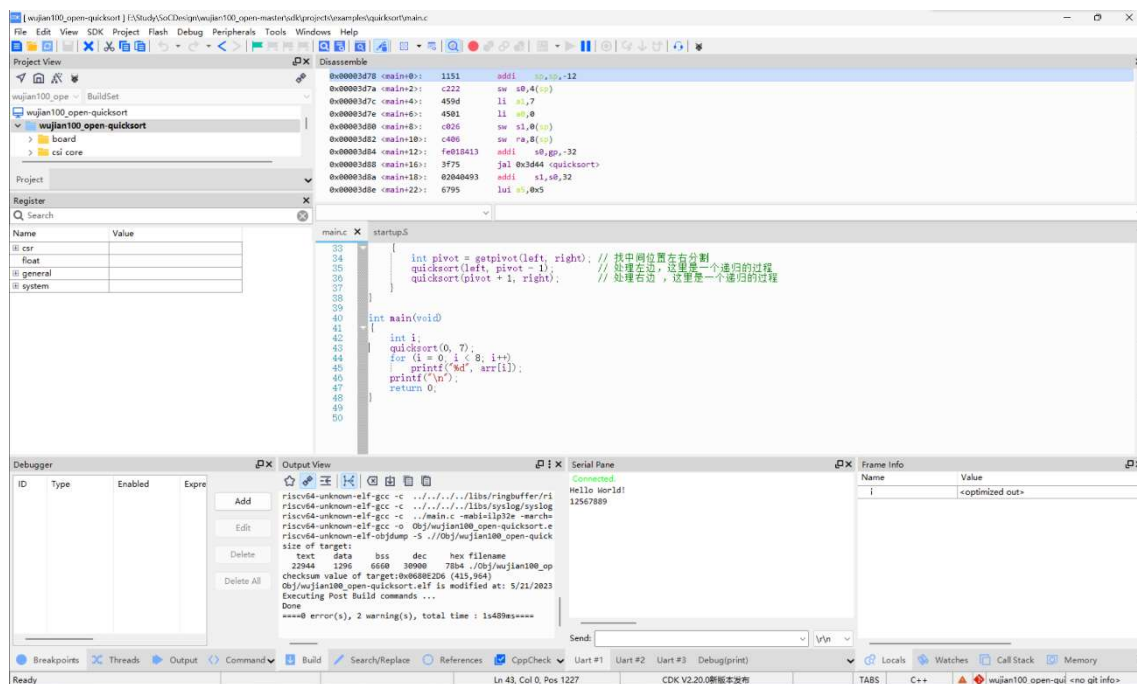 [ wujian100_open-quicksort ] E:\Study\SoCDesign\wujian100_open-master\sdk\projects\examples\quicksort\main.c
File Edit View SDK Project Flash Debug Peripherals Tools Windows Help
Project View
wujian100_ope BuildSet
wujian100_open-quicksort
wujian100_open-quicksort
board
csi core
Project
Register
Search
Name Value
csr
float
general
system
Disassemble
0x00003d78 <main+0>: 1151 addi sp,sp,-12
0x00003d7a <main+2>: c222 sw s0,4(sp)
0x00003d7c <main+4>: 459d li a1,7
0x00003d7e <main+6>: 4501 li a0,0
0x00003d80 <main+8>: c026 sw s1,0(sp)
0x00003d82 <main+10>: c406 sw ra,8(sp)
0x00003d84 <main+12>: fe018413 addi s0,gp,-32
0x00003d88 <main+16>: 3f75 jal 0x3d44 <quicksort>
0x00003d8a <main+18>: 02040493 addi s1,s0,32
0x00003d8e <main+22>: 6795 lui a5,0x5
main.c startup.S
33 {
34 int pivot = getpivot(left, right); // 找中间位置左右分割
35 quicksort(left, pivot - 1); // 处理左边，这里是一个递归的过程
36 quicksort(pivot + 1, right); // 处理右边 ，这里是一个递归的过程
37 }
38 }
39
40 int main(void)
41 {
42 int i;
43 quicksort(0, 7);
44 for (i = 0; i < 8; i++)
45 printf("%d", arr[i]);
46 printf("\n");
47 return 0;
48 }
49
50
Debugger
ID Type Enabled Expre
Add
Edit
Delete
Delete All
Output View
riscv64-unknown-elf-gcc -c ../../../../libs/ringbuffer/ri
riscv64-unknown-elf-gcc -c ../../../../libs/syslog/syslog
riscv64-unknown-elf-gcc -c ../main.c -mabi=ilp32e -march=
riscv64-unknown-elf-gcc -o Obj/wujian100_open-quicksort.e
riscv64-unknown-elf-objdump -S .//Obj/wujian100_open-quick
size of target:
text data bss dec hex filename
22944 1296 6660 30900 78b4 ./Obj/wujian100_op
checksum value of target:0x0680E2D6 (415,964)
Obj/wujian100_open-quicksort.elf is modified at: 5/21/2023
Executing Post Build commands ...
Done
====0 error(s), 2 warning(s), total time : 1s489ms====
Serial Pane
Connected.
Hello World!
12567889
Send: \r\n
Frame Info
Name Value
i <optimized out>
Breakpoints Threads Output Command Build Search/Replace References CppCheck Uart #1 Uart #2 Uart #3 Debug(print) Locals Watches Call Stack Memory
Ready Ln 43, Col 0, Pos 1227 CDK V2.20.0新版本发布 TABS C++ wujian100_open-qui <no git info>